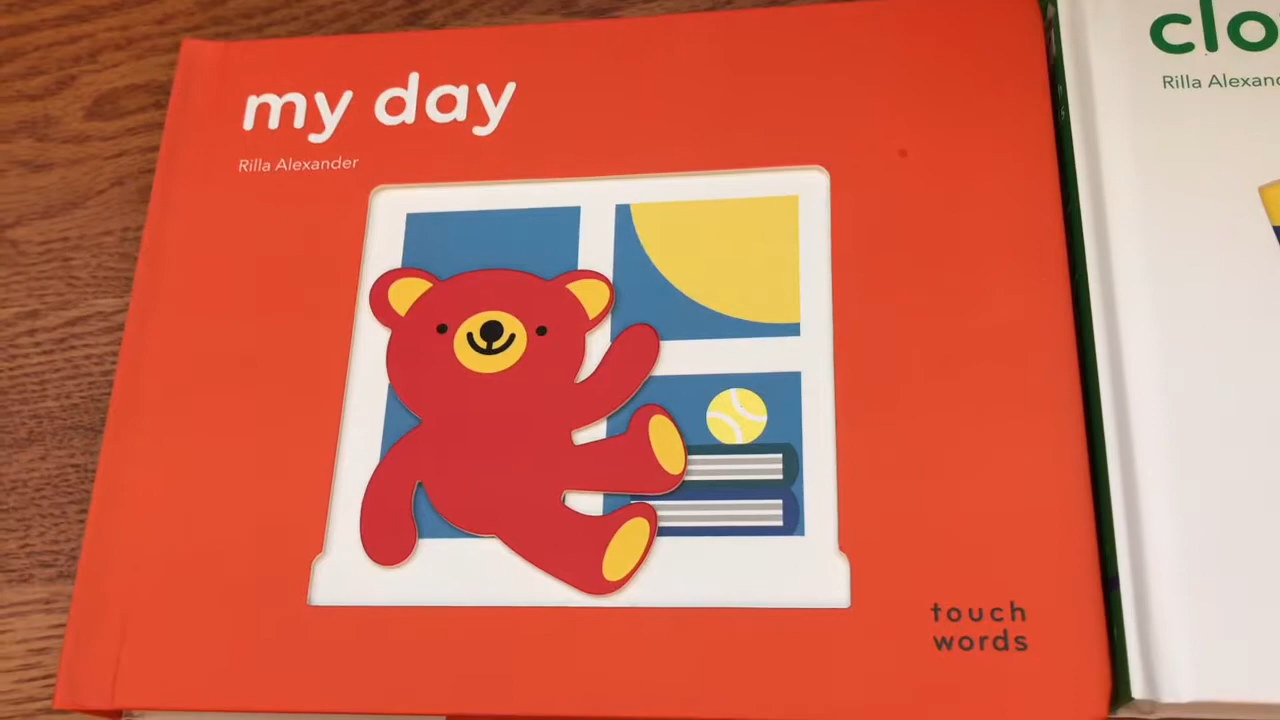 my day
Rilla Alexander
touch
words
clo
Rilla Alexan